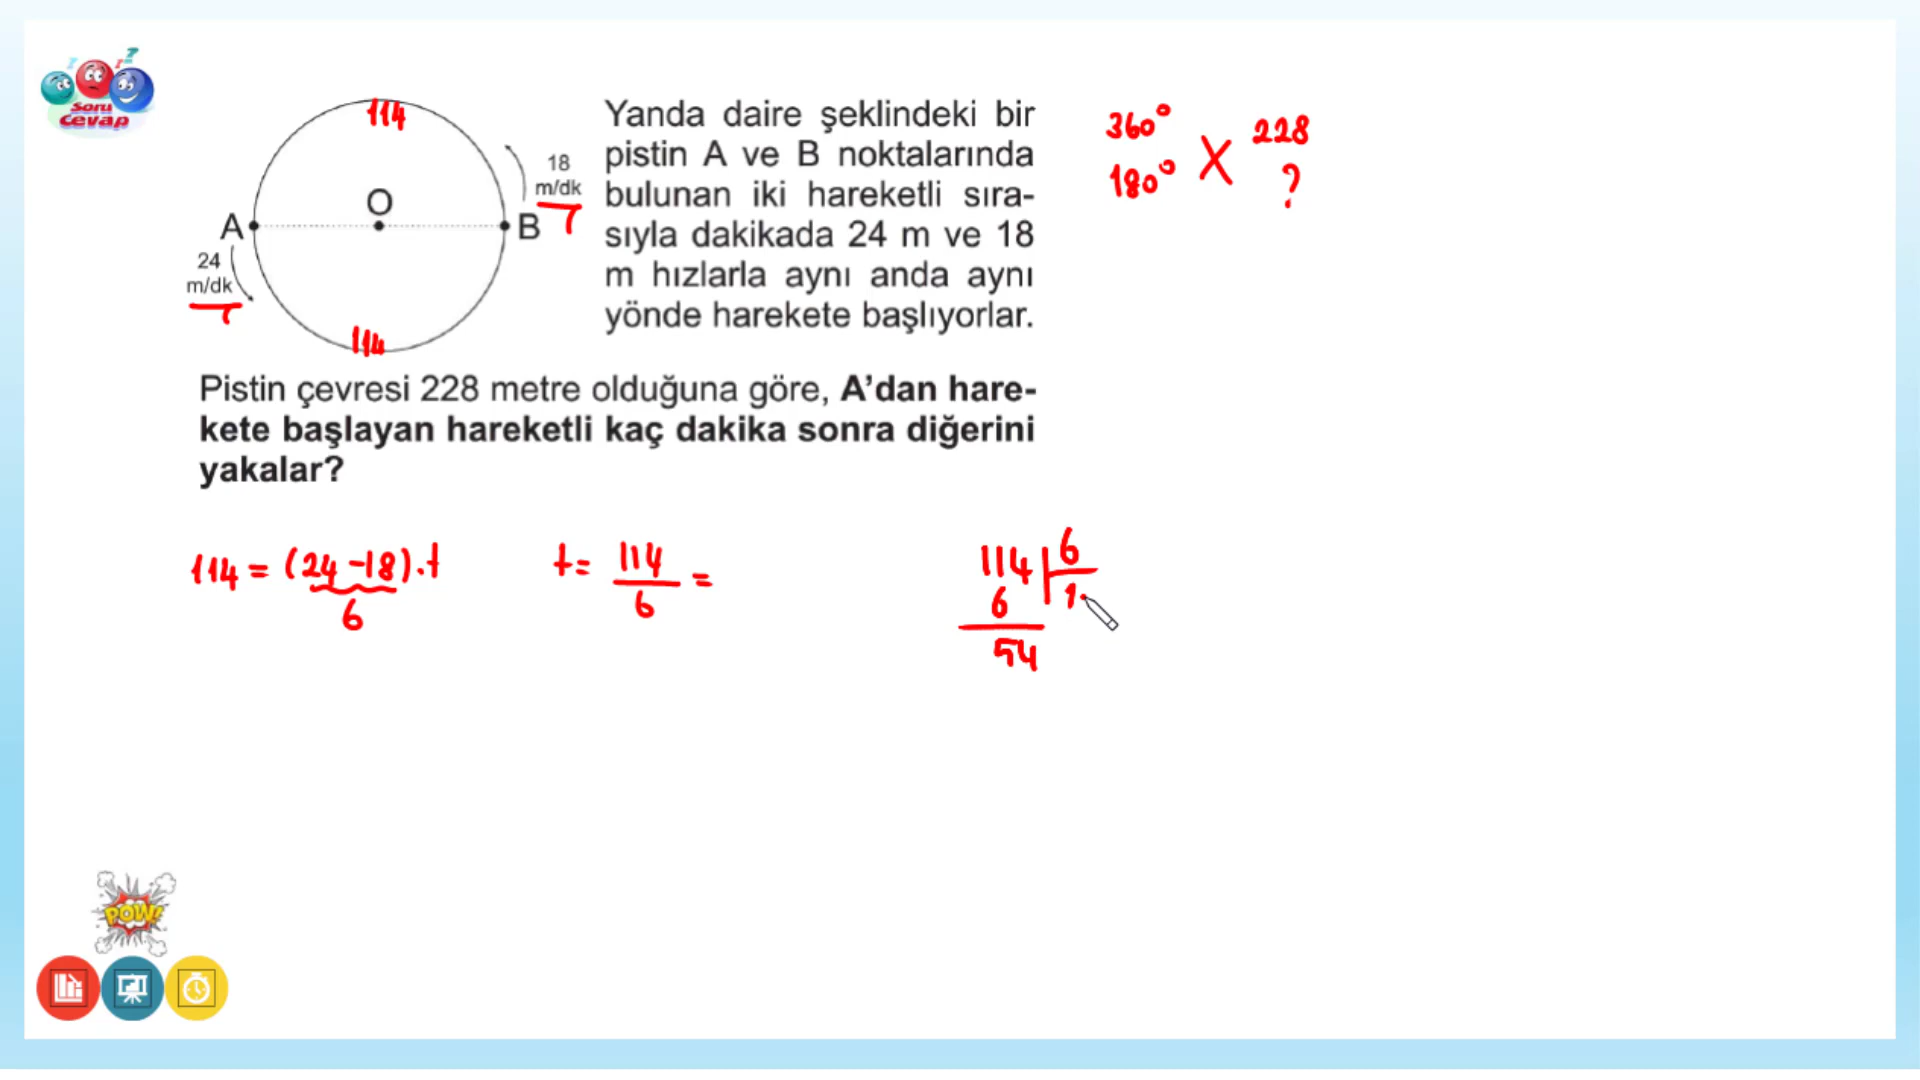 Soru
Cevap
114
18
m/dk
O
A
B
24
m/dk
114
Yanda daire şeklindeki bir
pistin A ve B noktalarında
bulunan iki hareketli sıra-
sıyla dakikada 24 m ve 18
m hızlarla aynı anda aynı
yönde harekete başlıyorlar.
Pistin çevresi 228 metre olduğuna göre, A'dan hare-
kete başlayan hareketli kaç dakika sonra diğerini
yakalar?
360° 228
180° ?
114 = (24 -18).t
6
t= 114/6 =
114 6
6 1
54
POW!